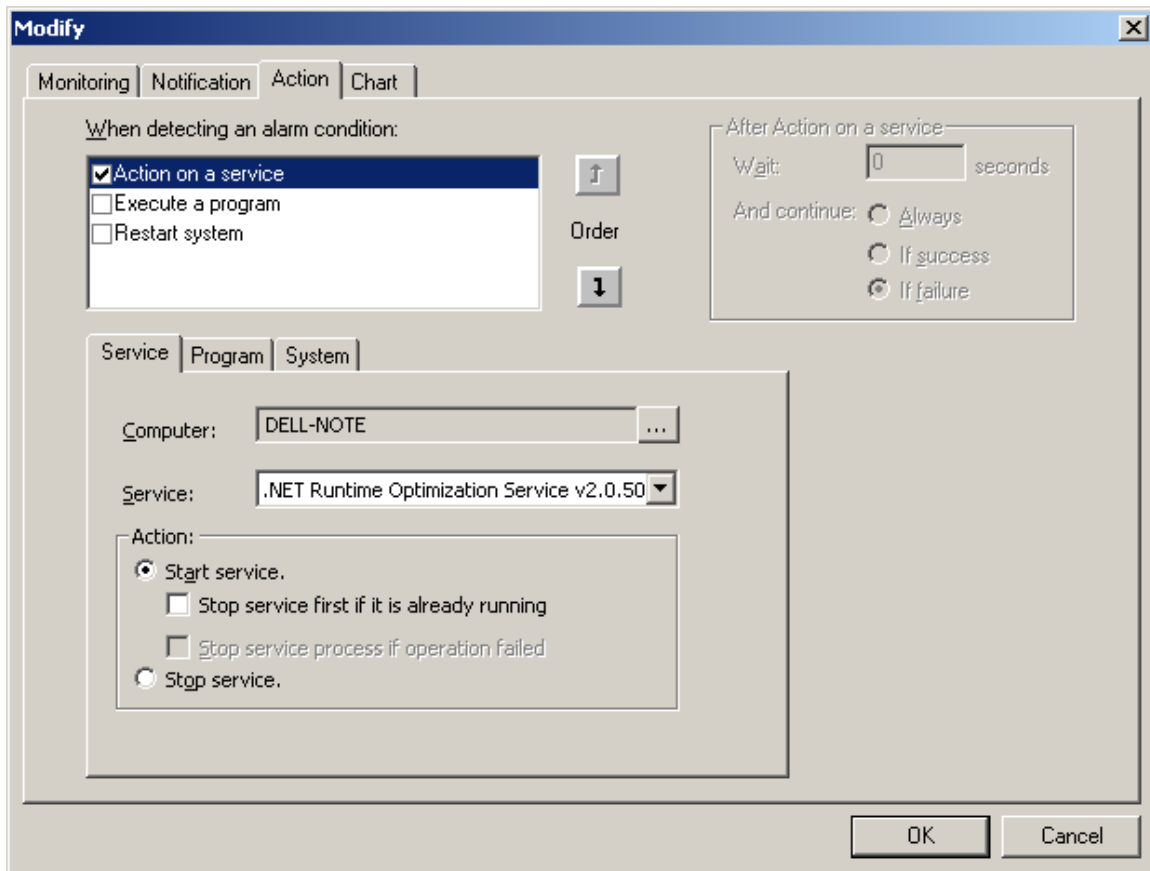 Modify
Monitoring Notification Action Chart
When detecting an alarm condition:
Action on a service
Execute a program
Restart system
Order
After Action on a service
Wait: 0 seconds
And continue: Always
If success
If failure
Service Program System
Computer: DELL-NOTE ...
Service: .NET Runtime Optimization Service v2.0.50
Action:
Start service.
Stop service first if it is already running
Stop service process if operation failed
Stop service.
OK Cancel